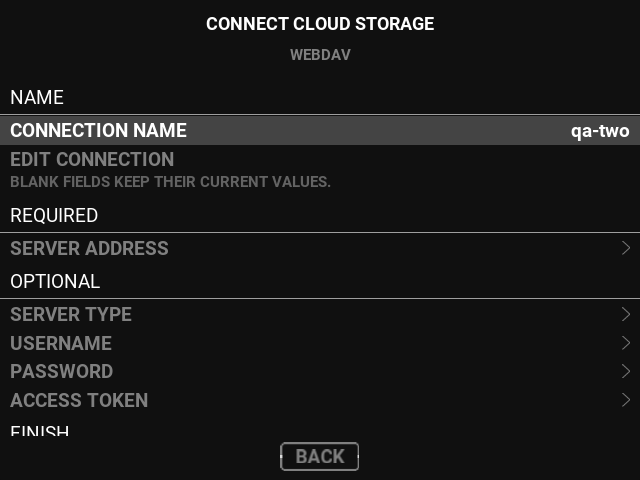 CONNECT CLOUD STORAGE
WEBDAV
NAME
CONNECTION NAME qa-two
EDIT CONNECTION
BLANK FIELDS KEEP THEIR CURRENT VALUES.
REQUIRED
SERVER ADDRESS
OPTIONAL
SERVER TYPE
USERNAME
PASSWORD
ACCESS TOKEN
FINISH
BACK